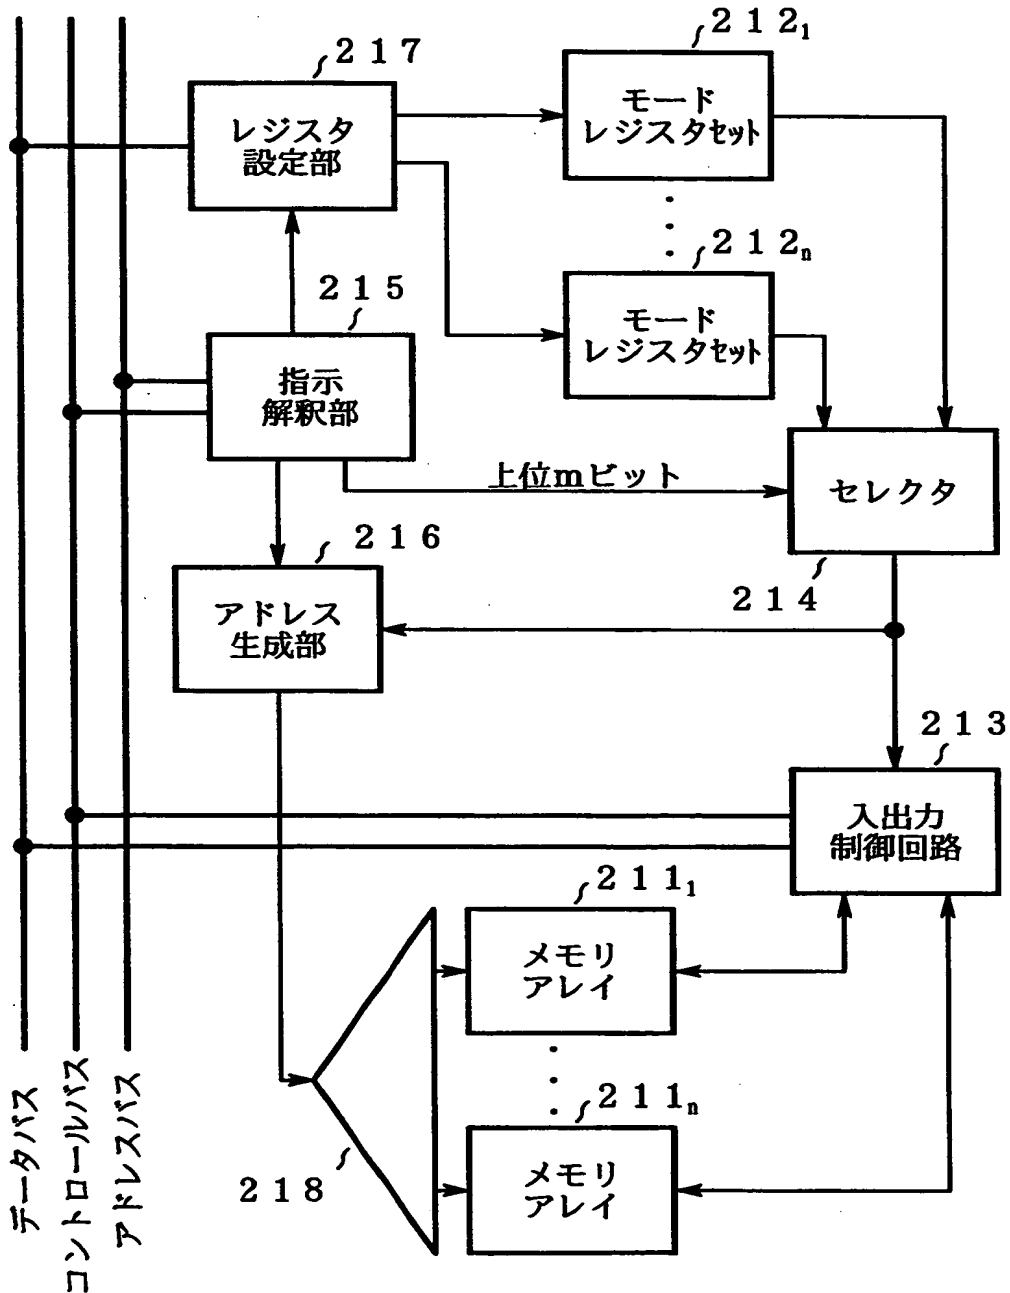 217
レジスタ
設定部
212₁
モード
レジスタセット
212ₙ
モード
レジスタセット
215
指示
解釈部
上位mビット
セレクタ
214
216
アドレス
生成部
213
入出力
制御回路
211₁
メモリ
アレイ
211ₙ
メモリ
アレイ
218
データバス
コントロールバス
アドレスバス